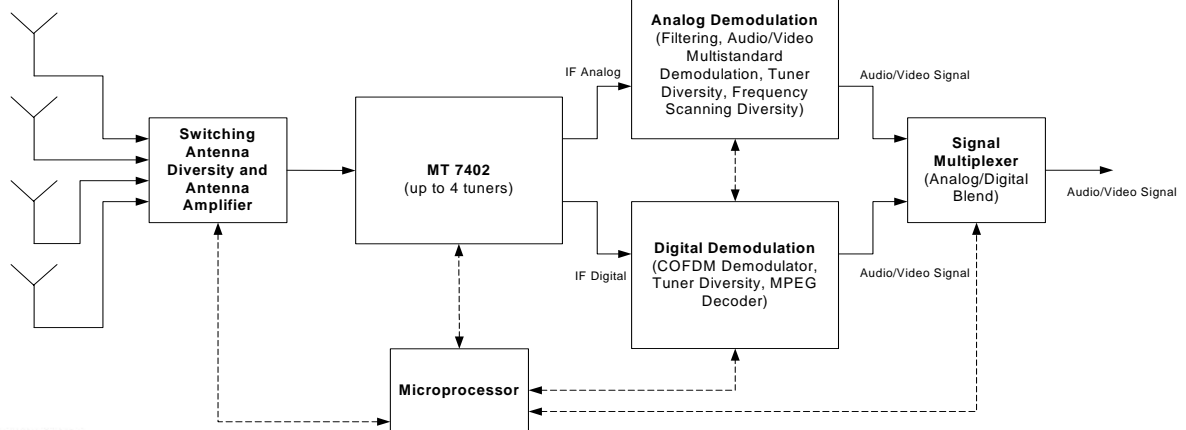 Switching
Antenna
Diversity and
Antenna
Amplifier
MT 7402
(up to 4 tuners)
IF Analog
IF Digital
Analog Demodulation
(Filtering, Audio/Video
Multistandard
Demodulation, Tuner
Diversity, Frequency
Scanning Diversity)
Digital Demodulation
(COFDM Demodulator,
Tuner Diversity, MPEG
Decoder)
Audio/Video Signal
Audio/Video Signal
Signal
Multiplexer
(Analog/Digital
Blend)
Audio/Video Signal
Microprocessor